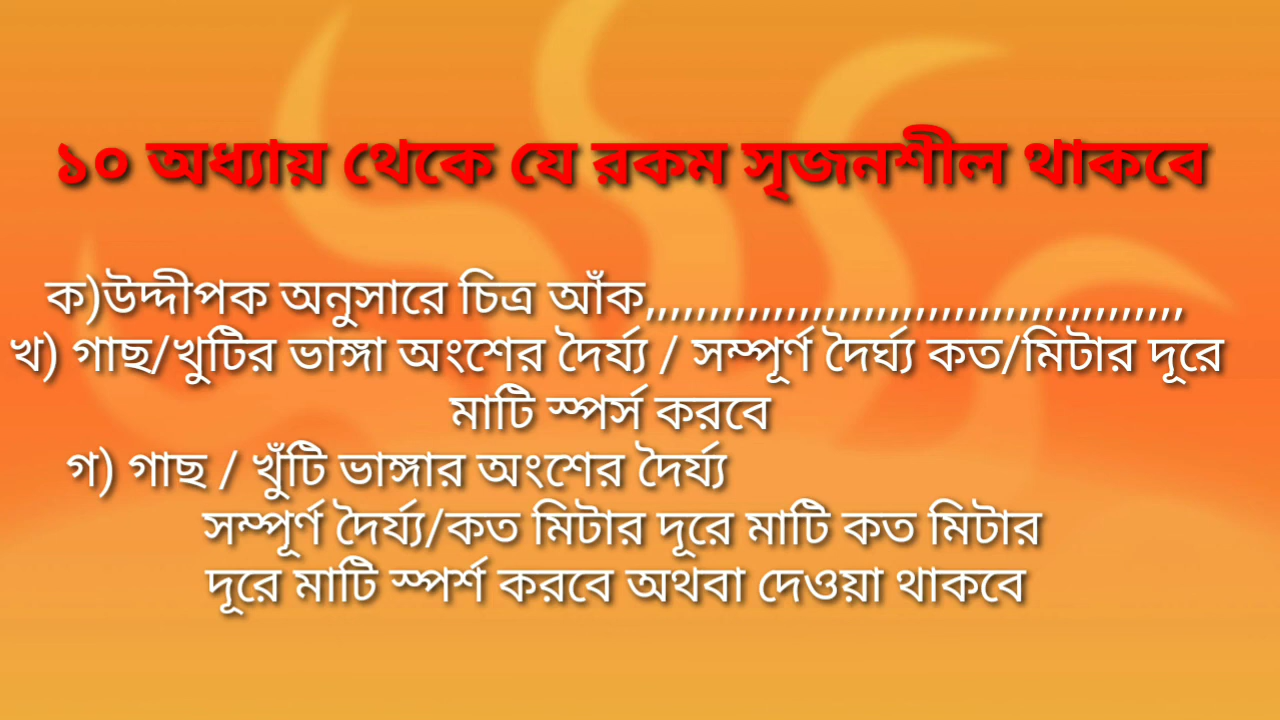 ১০ অধ্যায় থেকে যে রকম সৃজনশীল থাকবে
ক)উদ্দীপক অনুসারে চিত্র আঁক,,,,,,,,,,,,,,,,,,,,,,,,,,,,,,,,,,,,,,,,,,
খ) গাছ/খুটির ভাঙ্গা অংশের দৈর্য্য / সম্পূর্ণ দৈর্ঘ্য কত/মিটার দূরে
মাটি স্পর্স করবে
গ) গাছ / খুঁটি ভাঙ্গার অংশের দৈর্য্য
সম্পূর্ণ দৈর্য্য/কত মিটার দূরে মাটি কত মিটার
দূরে মাটি স্পর্শ করবে অথবা দেওয়া থাকবে